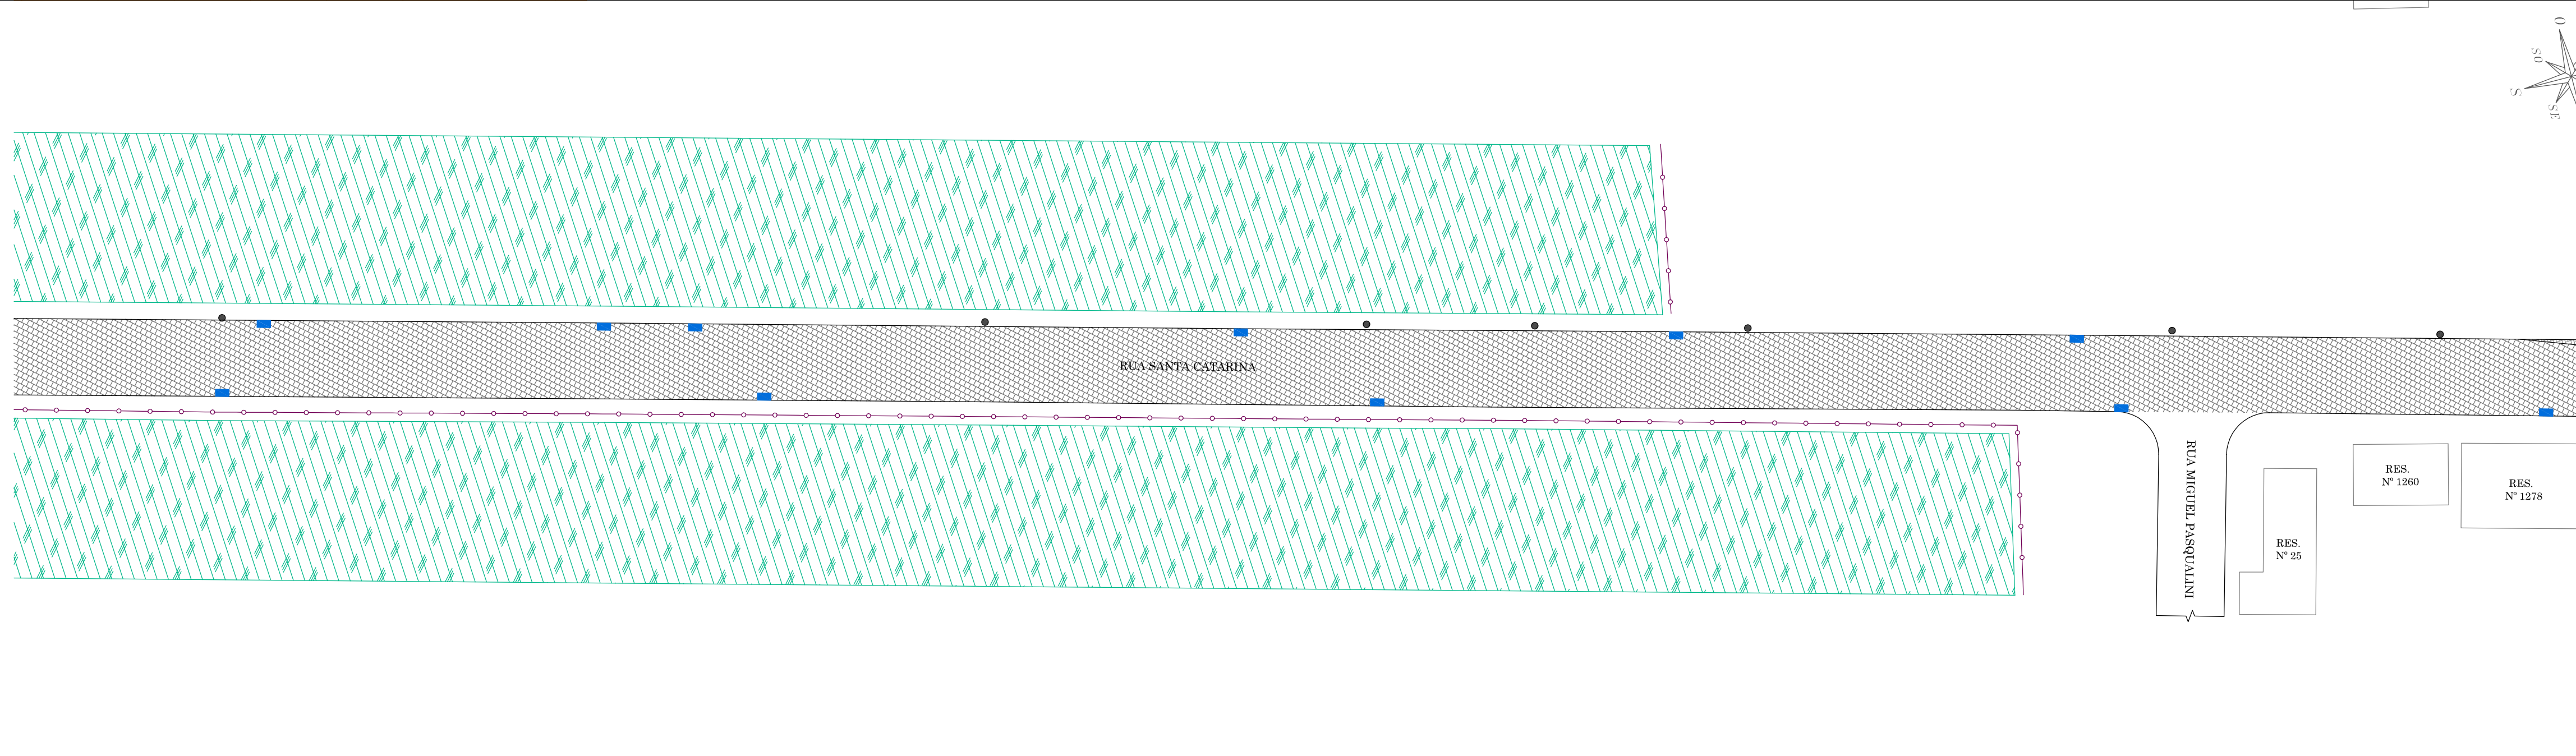 O
SO
S
SE
RUA SANTA CATARINA
RUA MIGUEL PASQUALINI
RES.
Nº 1260
RES.
Nº 1278
RES.
Nº 25